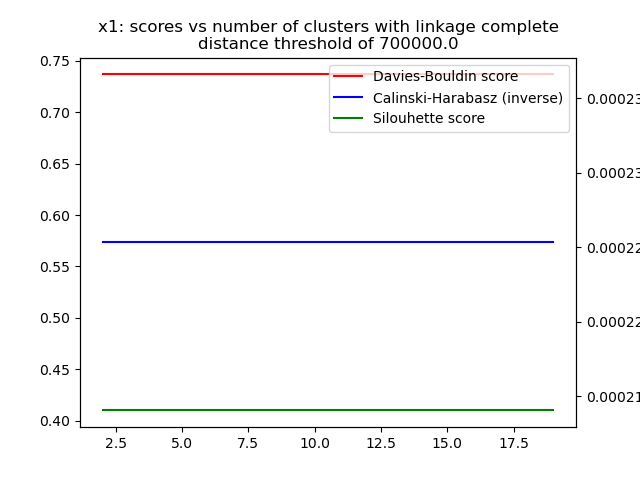 x1: scores vs number of clusters with linkage complete
distance threshold of 700000.0
Davies-Bouldin score
Calinski-Harabasz (inverse)
Silouhette score
0.75
0.70
0.65
0.60
0.55
0.50
0.45
0.40
0.00023
0.00023
0.00022
0.00022
0.00021
2.5 5.0 7.5 10.0 12.5 15.0 17.5